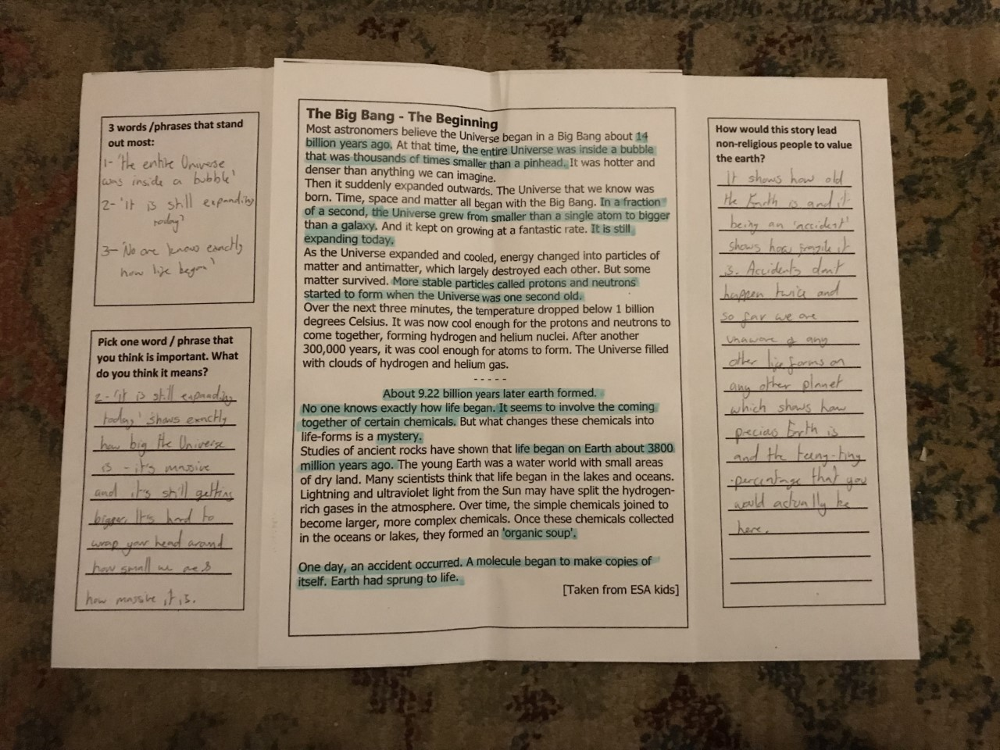 3 words /phrases that stand
out most:
1- 'the entire Universe
was inside a bubble'
2- 'it is still expanding
today'
3- 'No one knows exactly
how life began'
Pick one word / phrase that
you think is important. What
do you think it means?
2- 'it is still expanding
today' shows exactly
how big the Universe
is - it's massive
and it's still getting
bigger. It's hard to
wrap your head around
how small we are &
how massive it is.
The Big Bang - The Beginning
Most astronomers believe the Universe began in a Big Bang about 14
billion years ago. At that time, the entire Universe was inside a bubble
that was thousands of times smaller than a pinhead. It was hotter and
denser than anything we can imagine.
Then it suddenly expanded outwards. The Universe that we know was
born. Time, space and matter all began with the Big Bang. In a fraction
of a second, the Universe grew from smaller than a single atom to bigger
than a galaxy. And it kept on growing at a fantastic rate. It is still
expanding today.
As the Universe expanded and cooled, energy changed into particles of
matter and antimatter, which largely destroyed each other. But some
matter survived. More stable particles called protons and neutrons
started to form when the Universe was one second old.
Over the next three minutes, the temperature dropped below 1 billion
degrees Celsius. It was now cool enough for the protons and neutrons to
come together, forming hydrogen and helium nuclei. After another
300,000 years, it was cool enough for atoms to form. The Universe filled
with clouds of hydrogen and helium gas.
- - - - -
About 9.22 billion years later earth formed.
No one knows exactly how life began. It seems to involve the coming
together of certain chemicals. But what changes these chemicals into
life-forms is a mystery.
Studies of ancient rocks have shown that life began on Earth about 3800
million years ago. The young Earth was a water world with small areas
of dry land. Many scientists think that life began in the lakes and oceans.
Lightning and ultraviolet light from the Sun may have split the hydrogen-
rich gases in the atmosphere. Over time, the simple chemicals joined to
become larger, more complex chemicals. Once these chemicals collected
in the oceans or lakes, they formed an 'organic soup'.
One day, an accident occurred. A molecule began to make copies of
itself. Earth had sprung to life.
[Taken from ESA kids]
How would this story lead
non-religious people to value
the earth?
It shows how old
the Earth is and it
being an 'accident'
shows how fragile it
is. Accidents don't
happen twice and
so far we are
unaware of any
other life forms on
any other planet
which shows how
precious Earth is
and the teeny-tiny
percentage that you
would actually be
here.